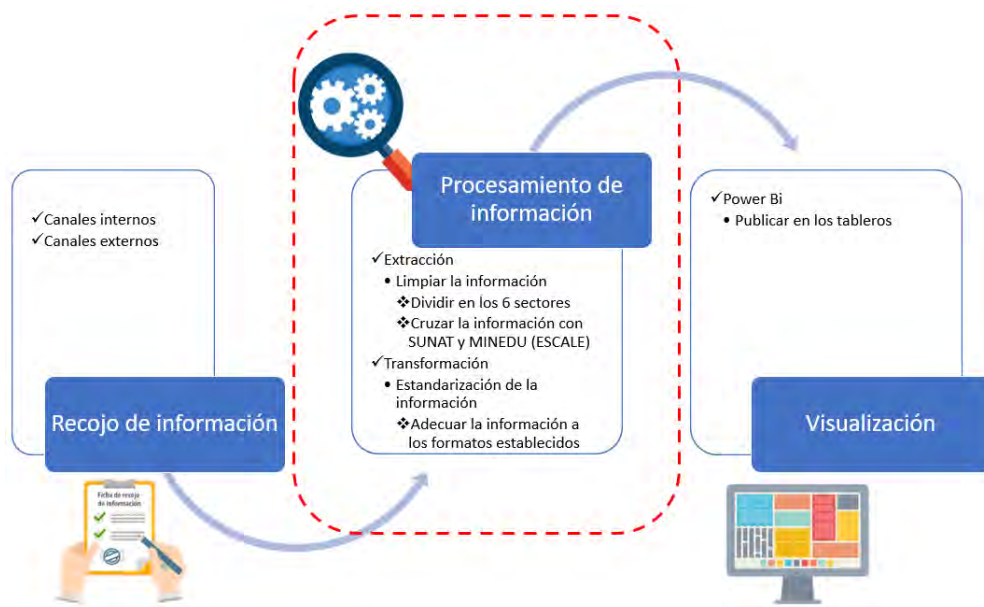 ✓Canales internos
✓Canales externos
Recojo de información
Ficha de recojo
de información
Procesamiento de
información
✓Extracción
• Limpiar la información
❖Dividir en los 6 sectores
❖Cruzar la información con
SUNAT y MINEDU (ESCALE)
✓Transformación
• Estandarización de la
información
❖Adecuar la información a
los formatos establecidos
✓Power Bi
• Publicar en los tableros
Visualización